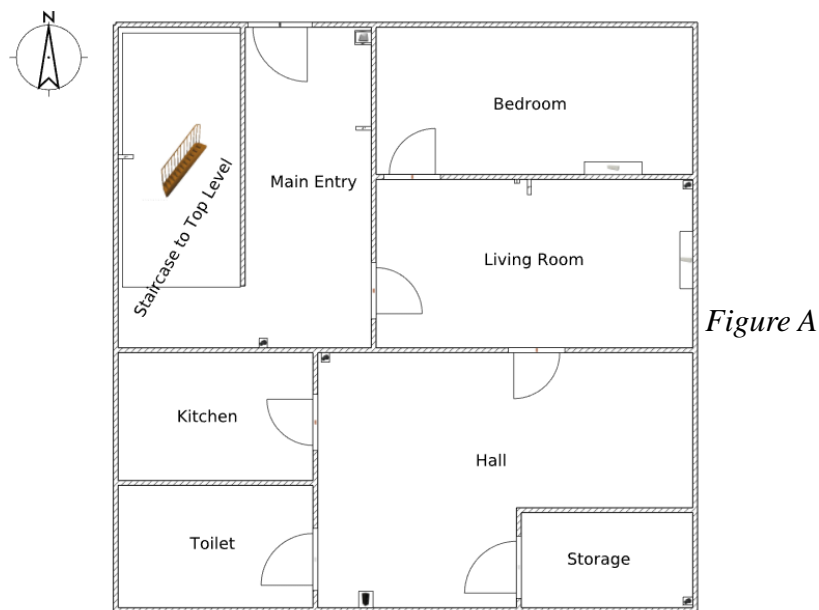 N
Bedroom
Main Entry
Staircase to Top Level
Living Room
Figure A
Kitchen
Hall
Toilet
Storage